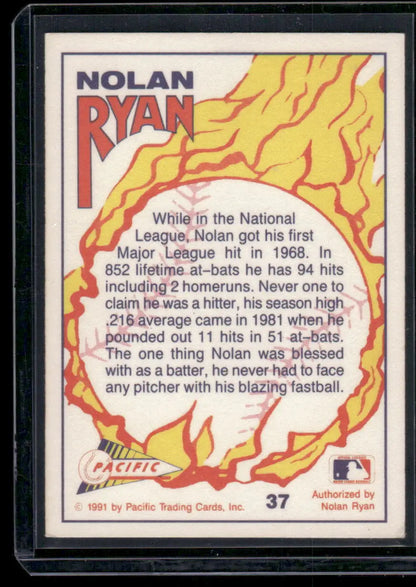 NOLAN
RYAN
While in the National
League, Nolan got his first
Major League hit in 1968. In
852 lifetime at-bats he has 94 hits
including 2 homeruns. Never one to
claim he was a hitter, his season high
.216 average came in 1981 when he
pounded out 11 hits in 51 at-bats.
The one thing Nolan was blessed
with as a batter, he never had to face
any pitcher with his blazing fastball.
PACIFIC
© 1991 by Pacific Trading Cards, Inc.
37
Authorized by
Nolan Ryan